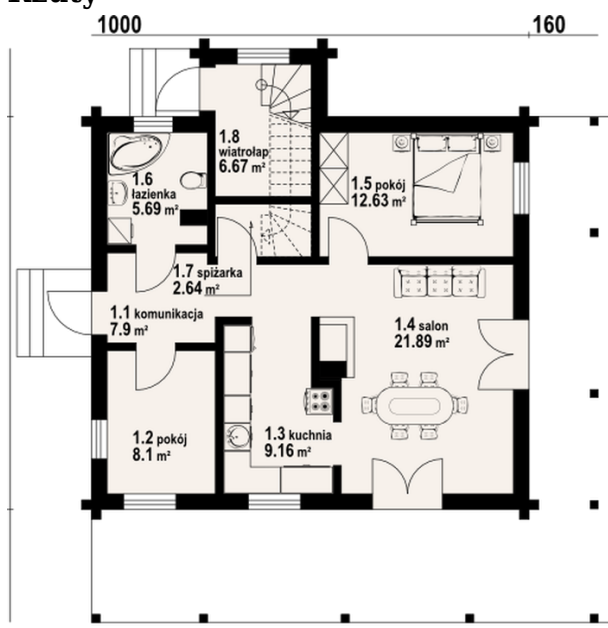 Rzuty
1000
160
1.8
wiatrołap
6.67 m²
1.6
łazienka
5.69 m²
1.5 pokój
12.63 m²
1.7 spiżarka
2.64 m²
1.1 komunikacja
7.9 m²
1.4 salon
21.89 m²
1.2 pokój
8.1 m²
1.3 kuchnia
9.16 m²